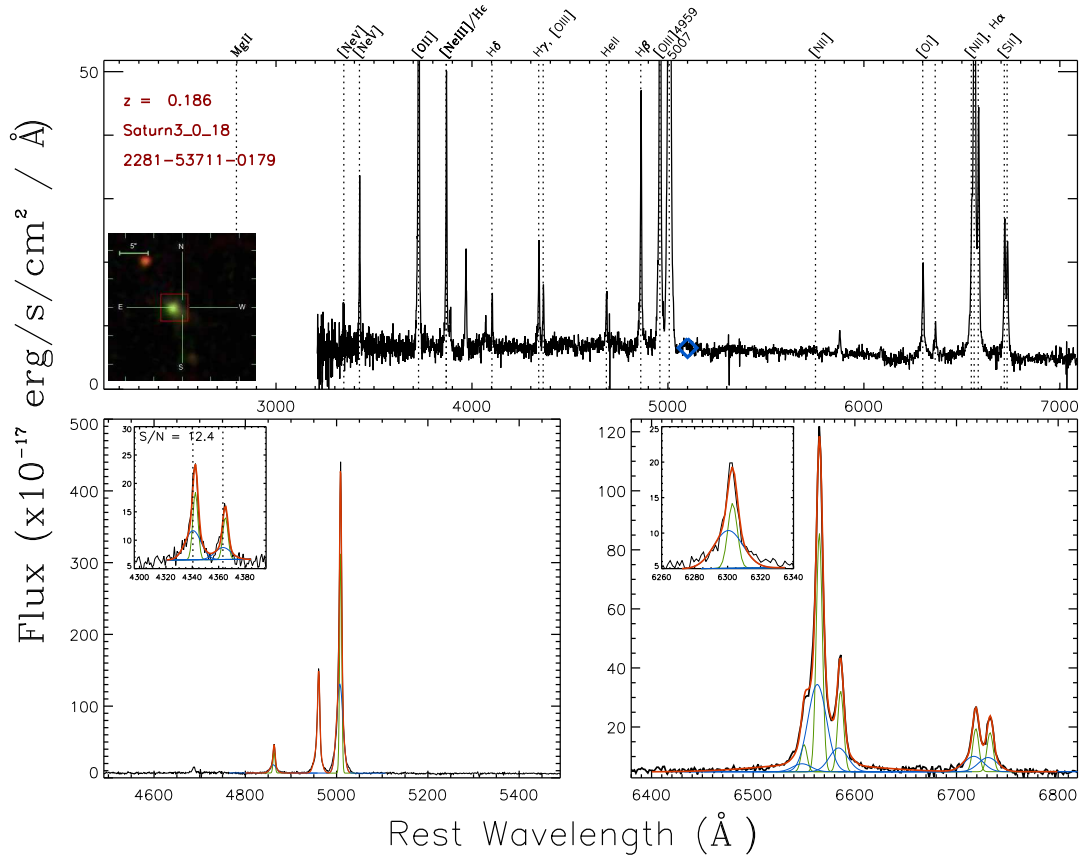 MgII [NeV] [NeV] [OII] [NeIII]/He Hδ Hγ, [OIII] HeII Hβ [OIII]4959 5007 [NII] [OI] [NII], Hα [SII]
50
z = 0.186
Saturn3_0_18
2281-53711-0179
5"
N
E W
S
0
3000 4000 5000 6000 7000
Flux (x10⁻¹⁷ erg/s/cm² / Å)
500
400
300
200
100
0
4600 4800 5000 5200 5400
30
25
20
15
10
5
S/N = 12.4
4300 4320 4340 4360 4380
120
100
80
60
40
20
6400 6500 6600 6700 6800
25
20
15
10
5
6260 6280 6300 6320 6340
Rest Wavelength (Å)